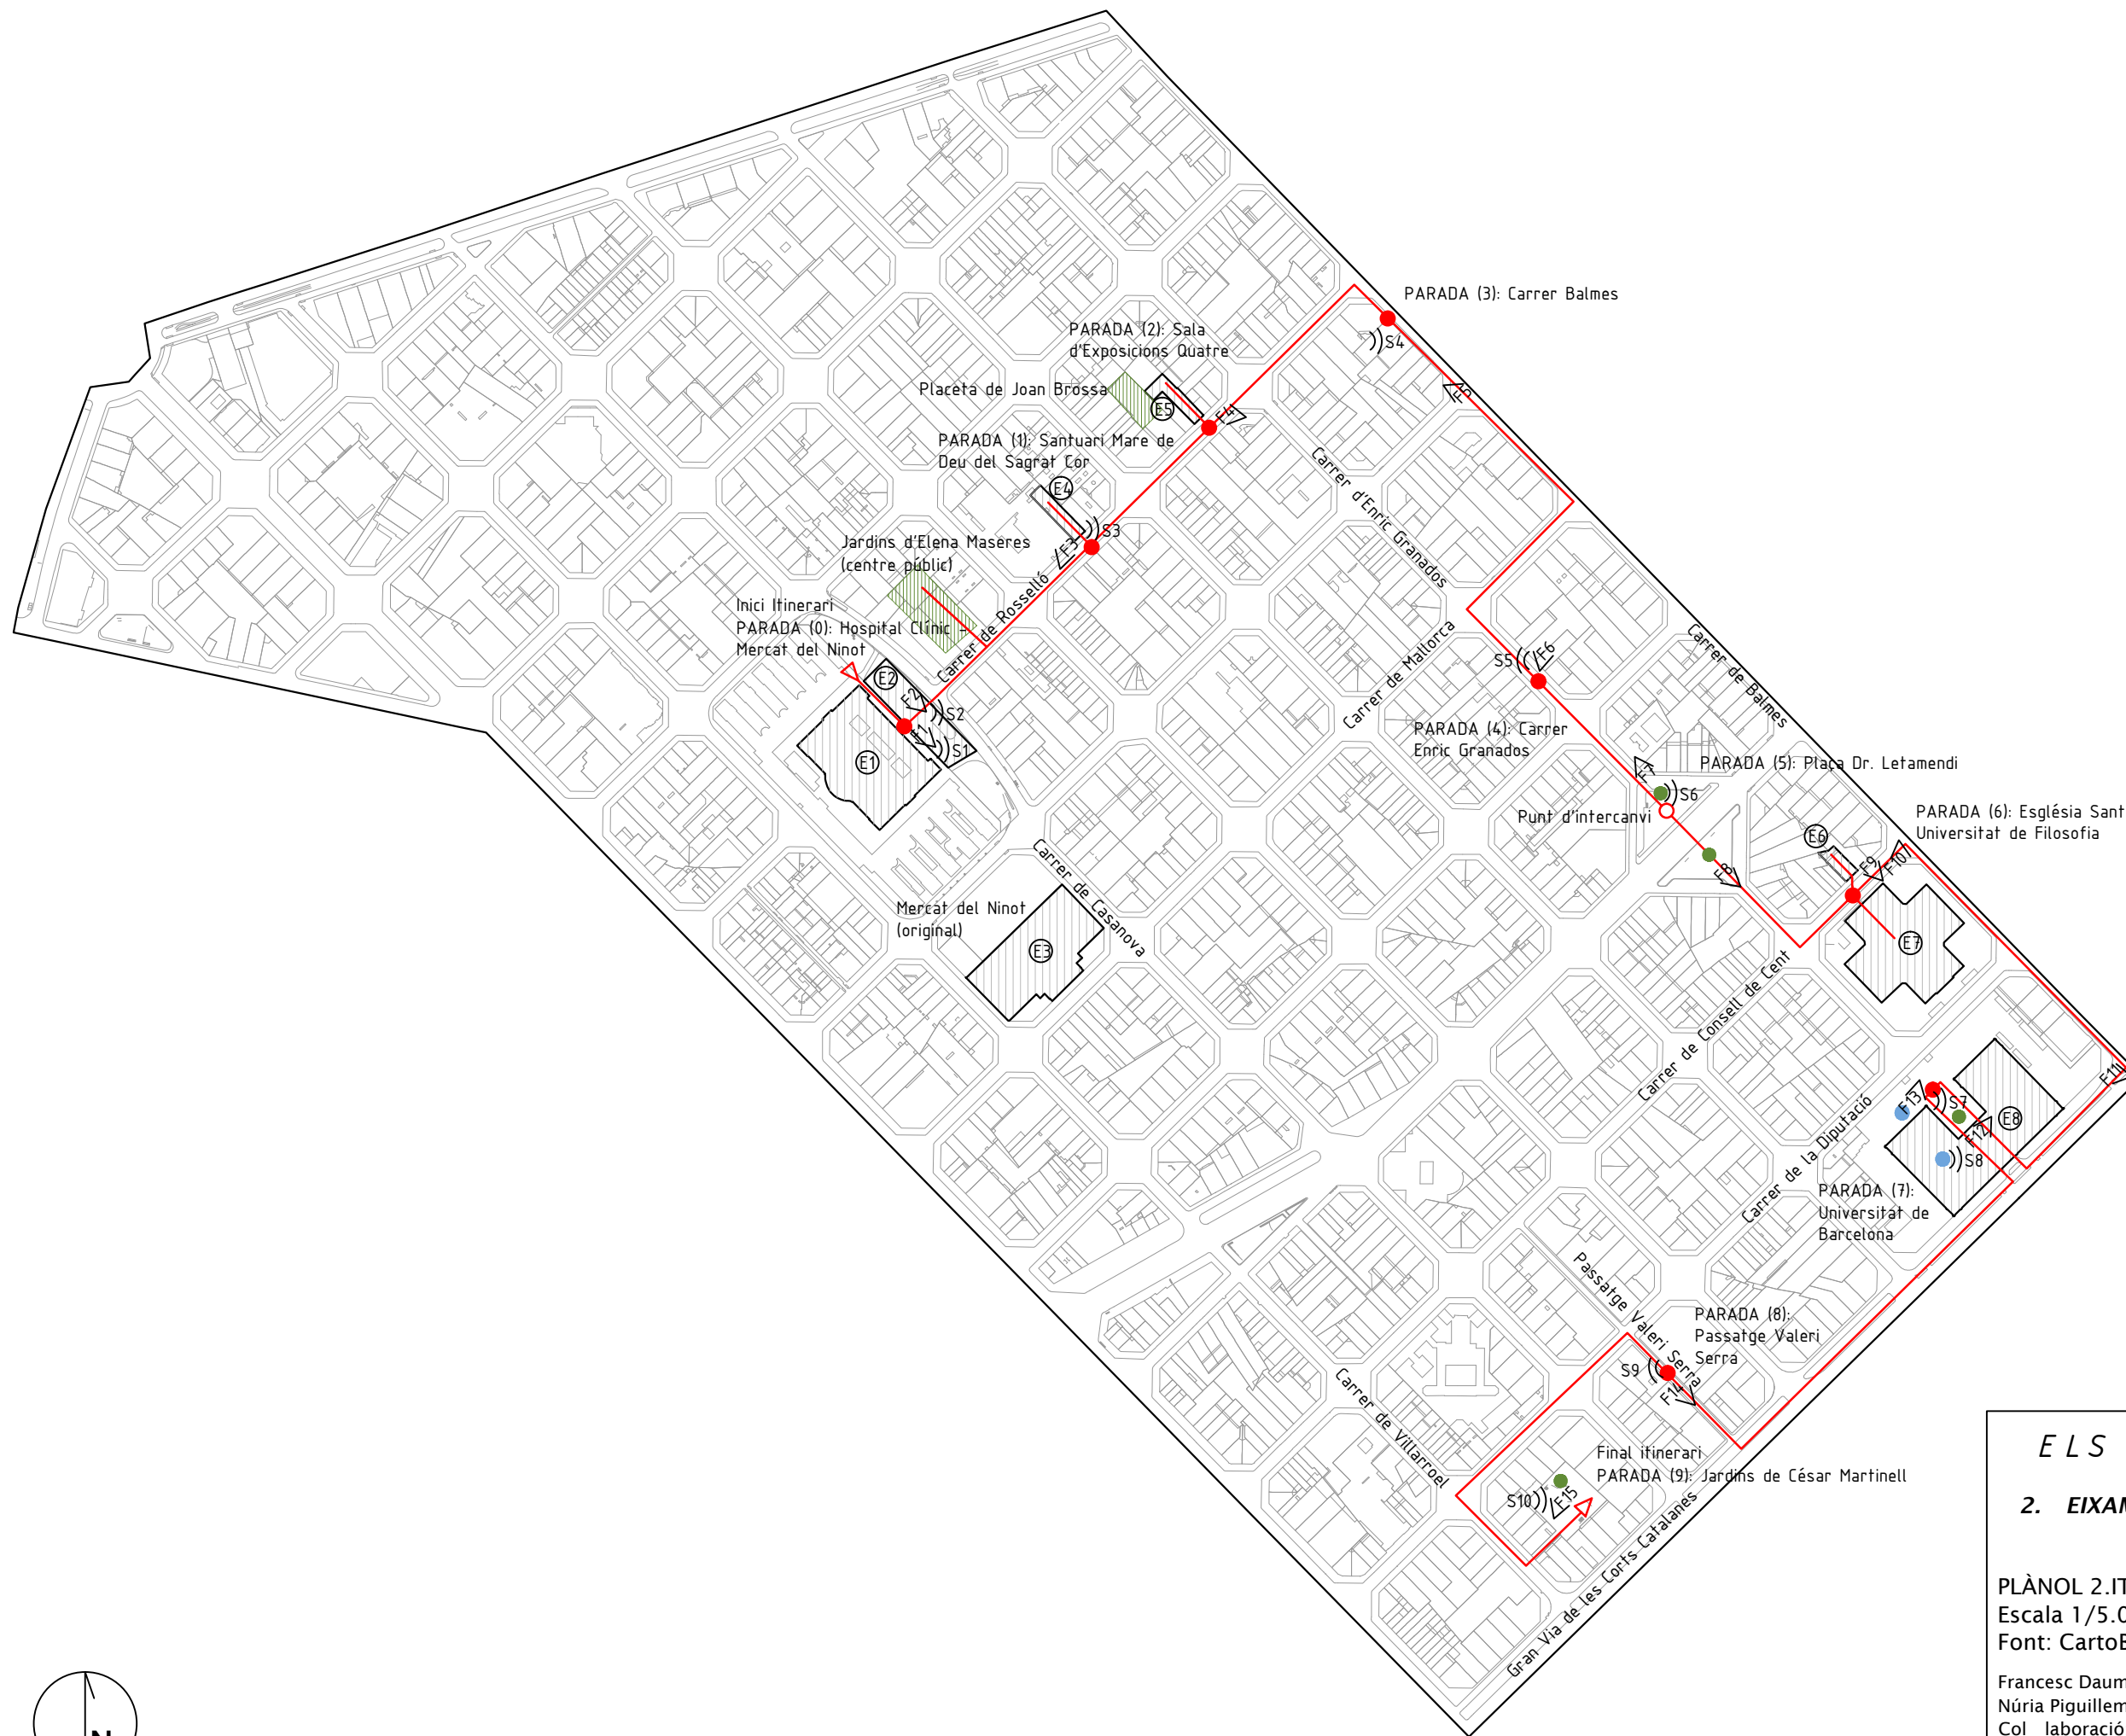 PARADA (3): Carrer Balmes
S4
F5
PARADA (2): Sala
d'Exposicions Quatre
Placeta de Joan Brossa
E5
F4
PARADA (1): Santuari Mare de
Deu del Sagrat Cor
E4
S3
F3
Carrer d'Enric Granados
Jardins d'Elena Maseres
(centre públic)
Carrer de Rosselló
Inici Itinerari
PARADA (0): Hospital Clínic -
Mercat del Ninot
E2
F2
S2
F1
S1
E1
Carrer de Mallorca
S5
F6
Carrer de Balmes
PARADA (4): Carrer
Enric Granados
F7
PARADA (5): Plaça Dr. Letamendi
S6
Punt d'intercanvi
PARADA (6): Església Sant
Universitat de Filosofia
E6
F8
F9
F10
E7
Carrer de Casanova
Mercat del Ninot
(original)
E3
Carrer de Consell de Cent
F11
F13
S7
F12
E8
S8
Carrer de la Diputació
PARADA (7):
Universitat de
Barcelona
Passatge Valeri Serra
PARADA (8):
Passatge Valeri
Serra
S9
F14
Carrer de Villarroel
Final itinerari
PARADA (9): Jardins de César Martinell
S10
F15
Gran Via de les Corts Catalanes
ELS
2. EIXAM
PLÀNOL 2.IT
Escala 1/5.0
Font: CartoB
Francesc Daum
Núria Piguillem
Col laboració
N